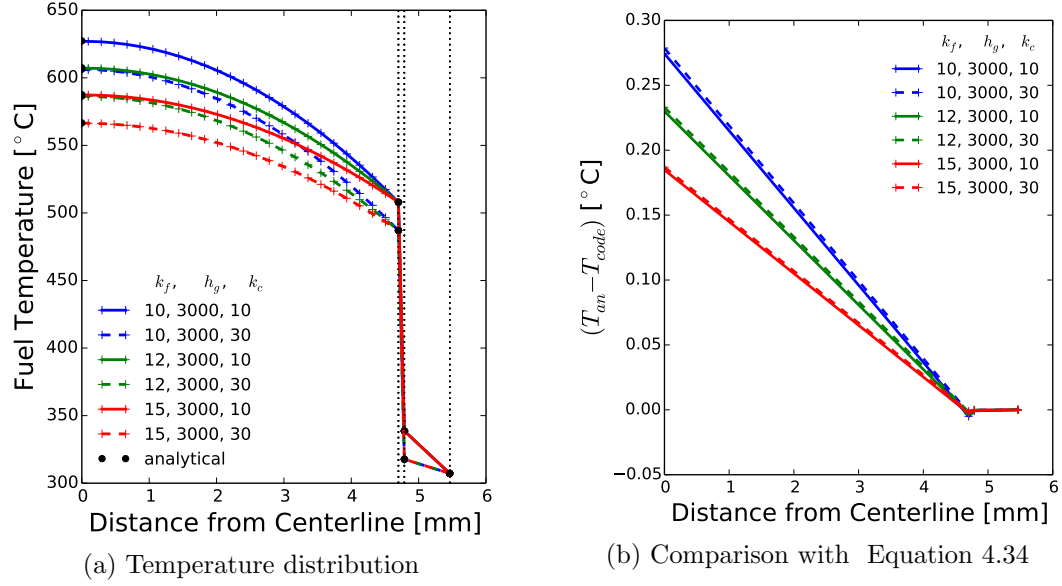 650
600
550
500
450
400
350
300
Fuel Temperature [°C]
k_f, h_g, k_c
10, 3000, 10
10, 3000, 30
12, 3000, 10
12, 3000, 30
15, 3000, 10
15, 3000, 30
analytical
0 1 2 3 4 5 6
Distance from Centerline [mm]
(a) Temperature distribution
0.30
0.25
0.20
0.15
0.10
0.05
0.00
−0.05
(T_an − T_code) [°C]
k_f, h_g, k_c
10, 3000, 10
10, 3000, 30
12, 3000, 10
12, 3000, 30
15, 3000, 10
15, 3000, 30
0 1 2 3 4 5 6
Distance from Centerline [mm]
(b) Comparison with Equation 4.34